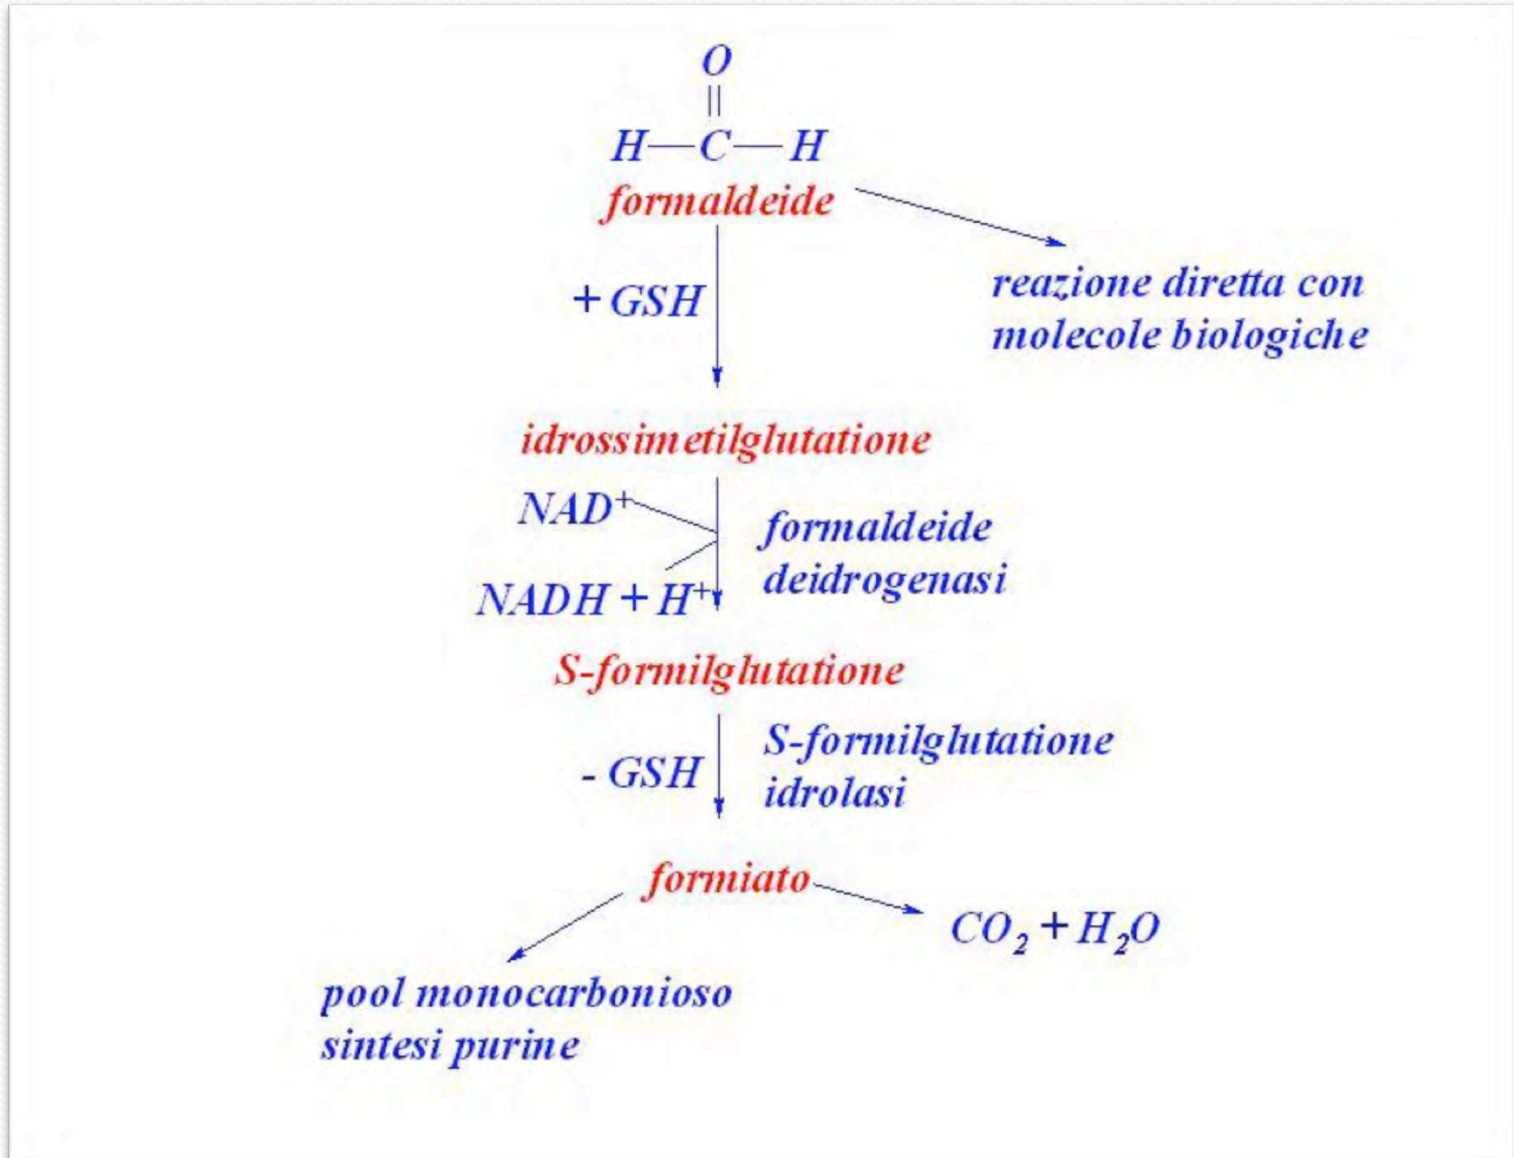 O
||
H—C—H
formaldeide
+ GSH
reazione diretta con
molecole biologiche
idrossimetilglutatione
NAD⁺
formaldeide
deidrogenasi
NADH + H⁺
S-formilglutatione
- GSH
S-formilglutatione
idrolasi
formiato
CO₂ + H₂O
pool monocarbonioso
sintesi purine